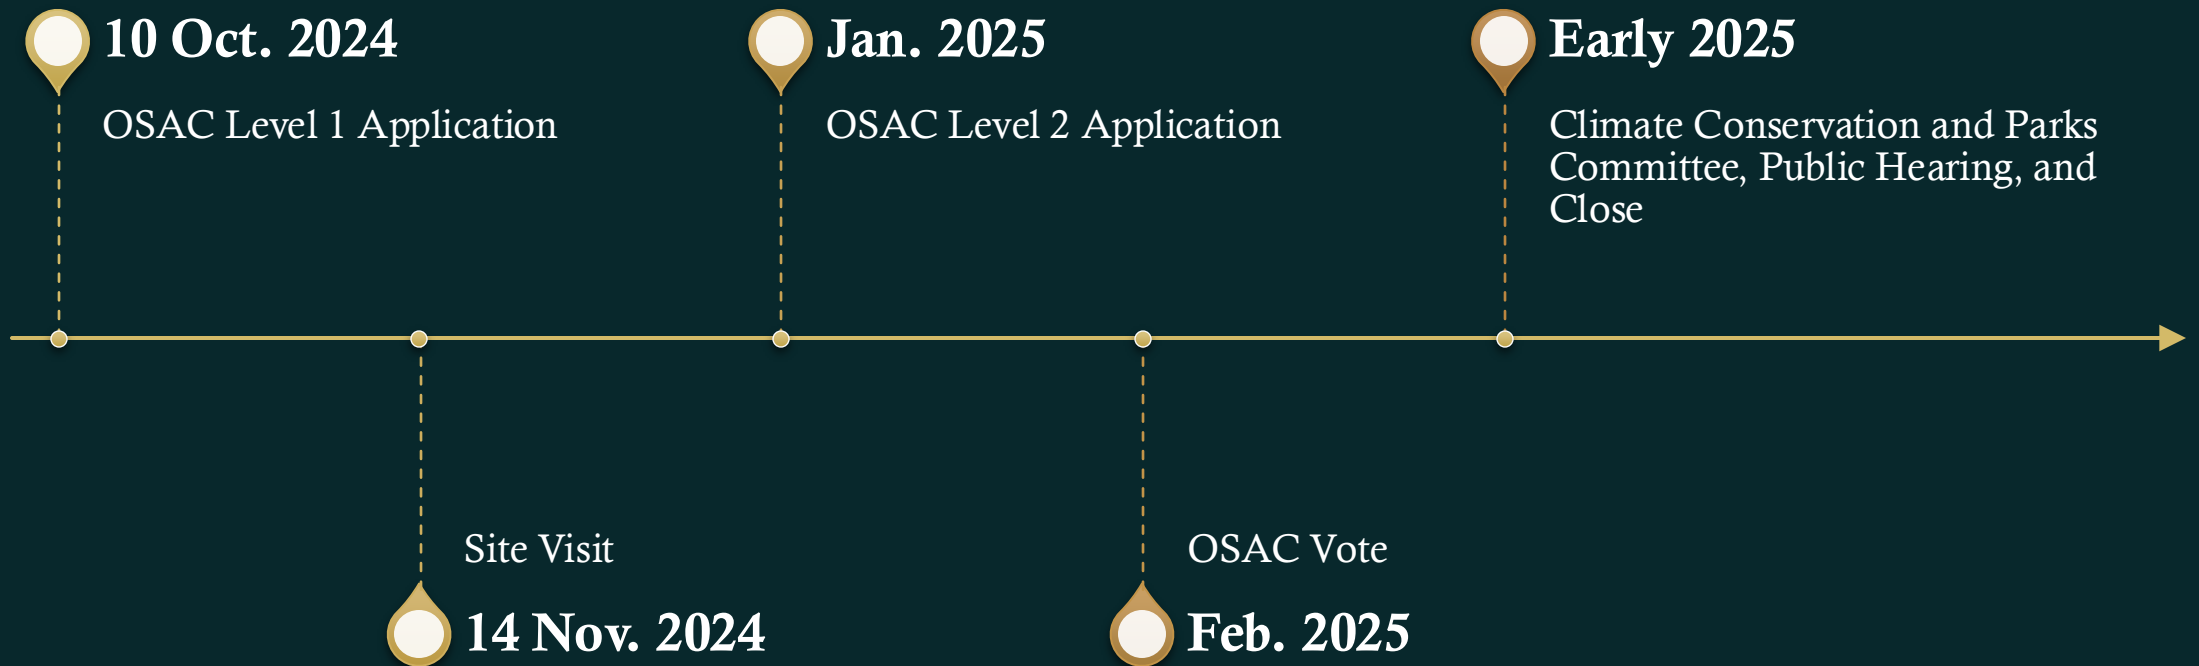 10 Oct. 2024
OSAC Level 1 Application
Jan. 2025
OSAC Level 2 Application
Early 2025
Climate Conservation and Parks
Committee, Public Hearing, and
Close
Site Visit
14 Nov. 2024
OSAC Vote
Feb. 2025